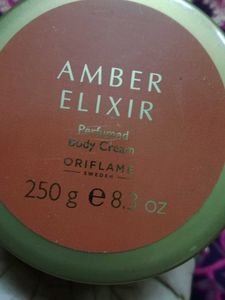 AMBER
ELIXIR
Perfumed
Body Cream
ORIFLAME
SWEDEN
250 g e 8.3 oz